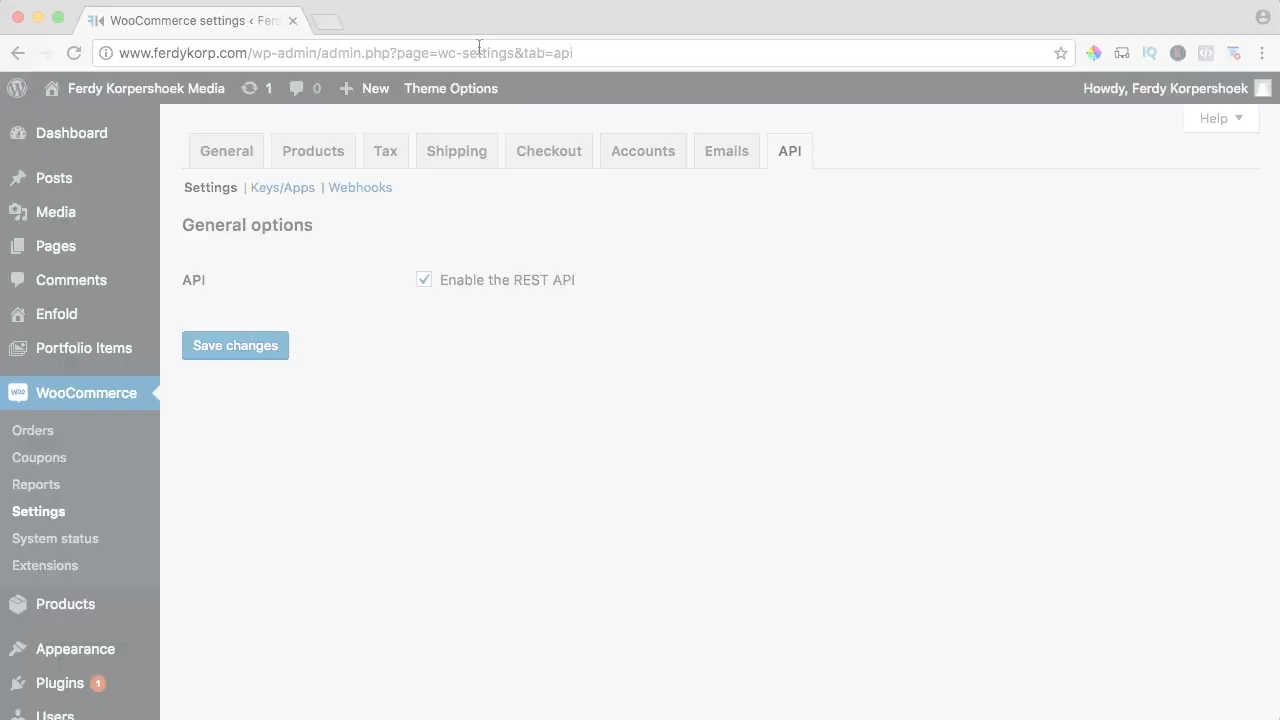 WooCommerce settings ‹ Fer
www.ferdykorp.com/wp-admin/admin.php?page=wc-settings&tab=api
Ferdy Korpershoek Media 1 0 New Theme Options Howdy, Ferdy Korpershoek
Help
Dashboard
Posts
Media
Pages
Comments
Enfold
Portfolio Items
WooCommerce
Orders
Coupons
Reports
Settings
System status
Extensions
Products
Appearance
Plugins 1
Users
General Products Tax Shipping Checkout Accounts Emails API
Settings | Keys/Apps | Webhooks
General options
API Enable the REST API
Save changes